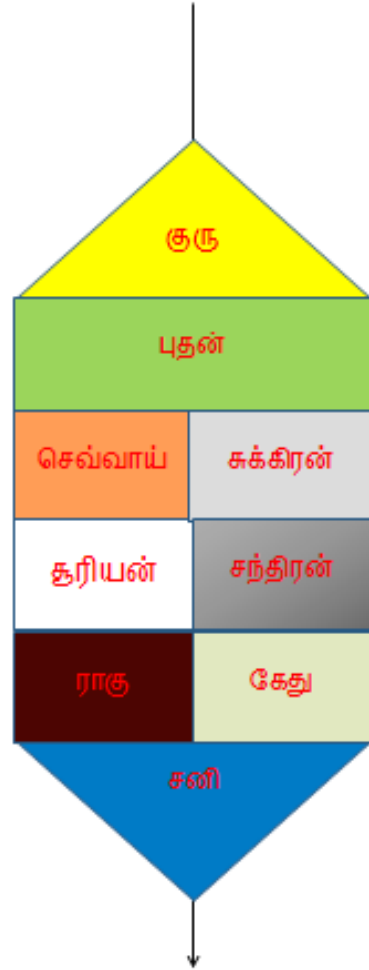 குரு
புதன்
செவ்வாய் சுக்கிரன்
சூரியன் சந்திரன்
ராகு கேது
சனி